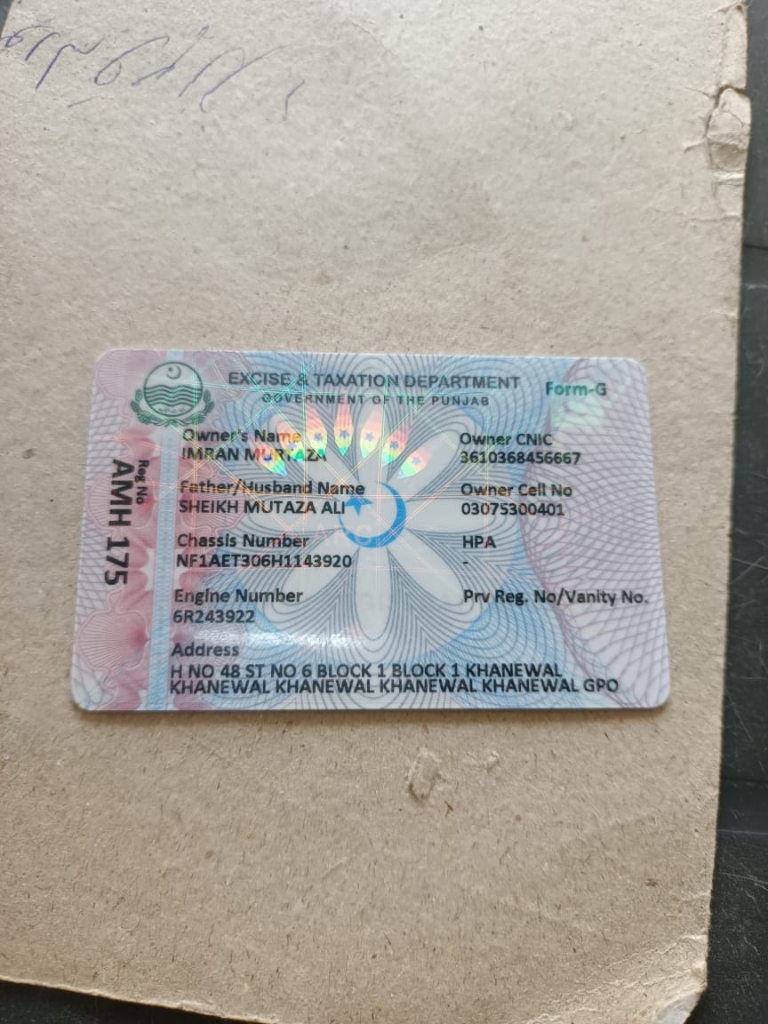 EXCISE & TAXATION DEPARTMENT
GOVERNMENT OF THE PUNJAB
Form-G
Reg No
AMH 175
Owner's Name
IMRAN MURTAZA
Owner CNIC
3610368456667
Father/Husband Name
SHEIKH MUTAZA ALI
Owner Cell No
03075300401
Chassis Number
NF1AET306H1143920
HPA
-
Engine Number
6R243922
Prv Reg. No/Vanity No.
Address
H NO 48 ST NO 6 BLOCK 1 BLOCK 1 KHANEWAL
KHANEWAL KHANEWAL KHANEWAL KHANEWAL GPO